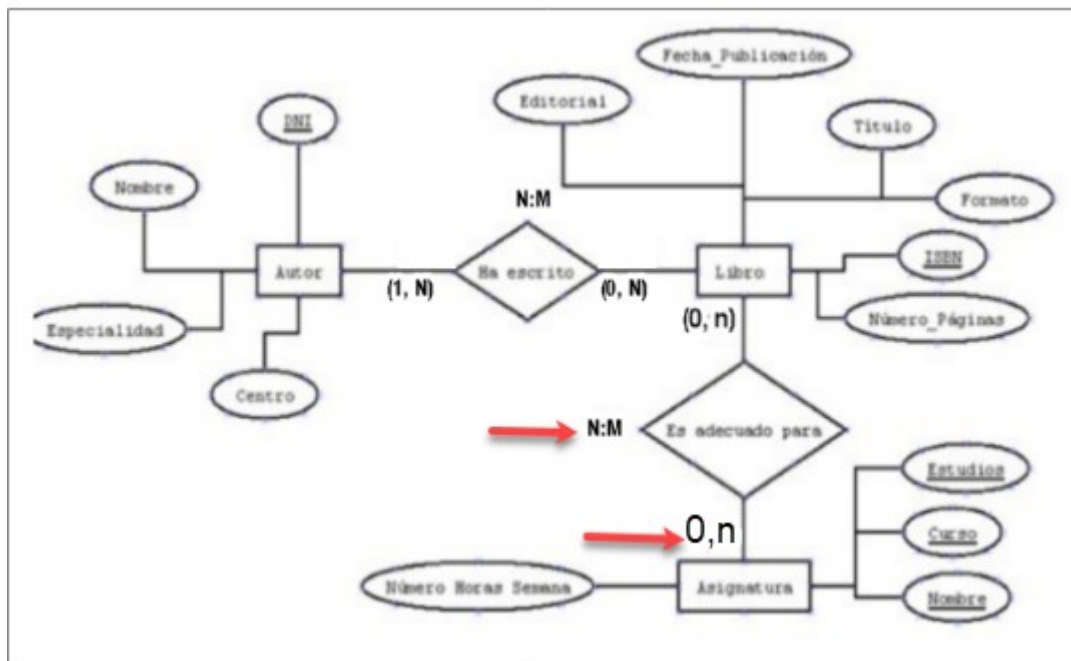 Fecha_Publicación
Editorial
Título
DNI
Nombre
Formato
N:M
ISBN
Autor
Ha escrito
Libro
(1, N)
(0, N)
(0, n)
Especialidad
Número_Páginas
Centro
N:M
Es adecuado para
Estudios
0,n
Curso
Número Horas Semana
Asignatura
Nombre